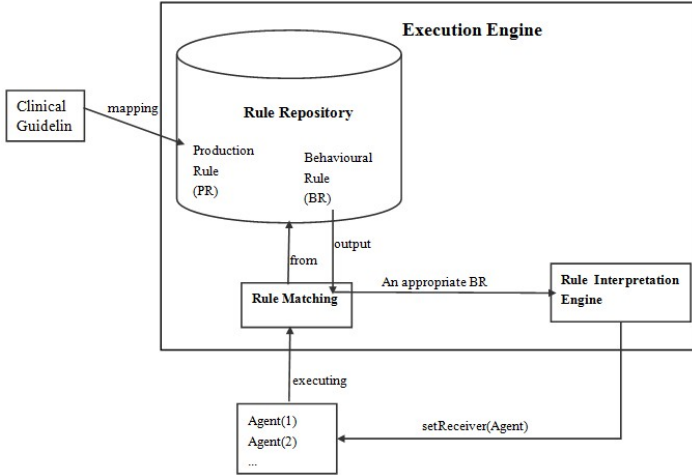 Execution Engine
Clinical
Guidelin
mapping
Rule Repository
Production
Rule
(PR)
Behavioural
Rule
(BR)
from
output
Rule Matching
An appropriate BR
Rule Interpretation
Engine
executing
Agent(1)
Agent(2)
...
setReceiver(Agent)